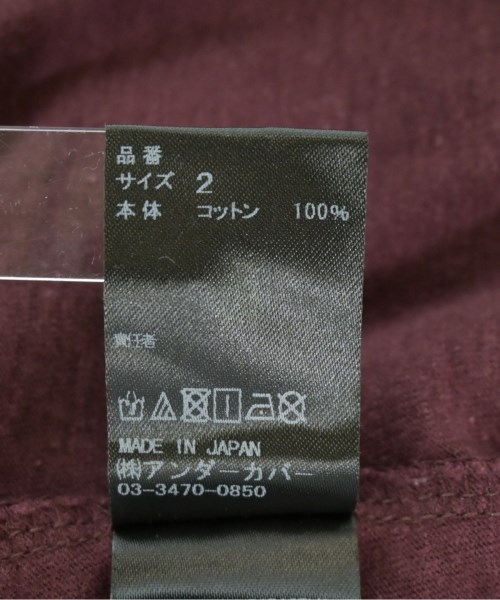 品番
サイズ 2
本体 コットン 100%
責任者
MADE IN JAPAN
(株)アンダーカバー
03-3470-0850